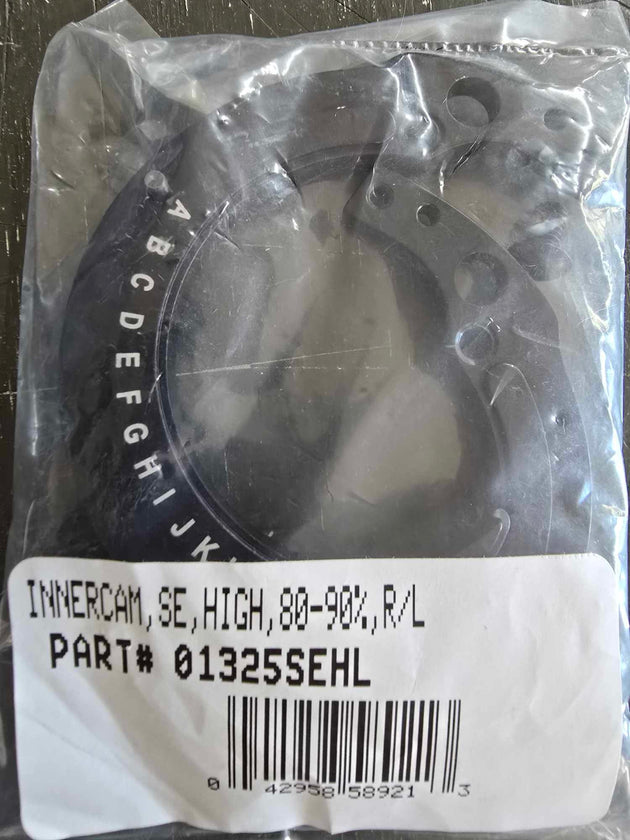 A
B
C
D
E
F
G
H
I
J
K
INNERCAM,SE,HIGH,80-90%,R/L
PART# 01325SEHL
0 42958 58921 3